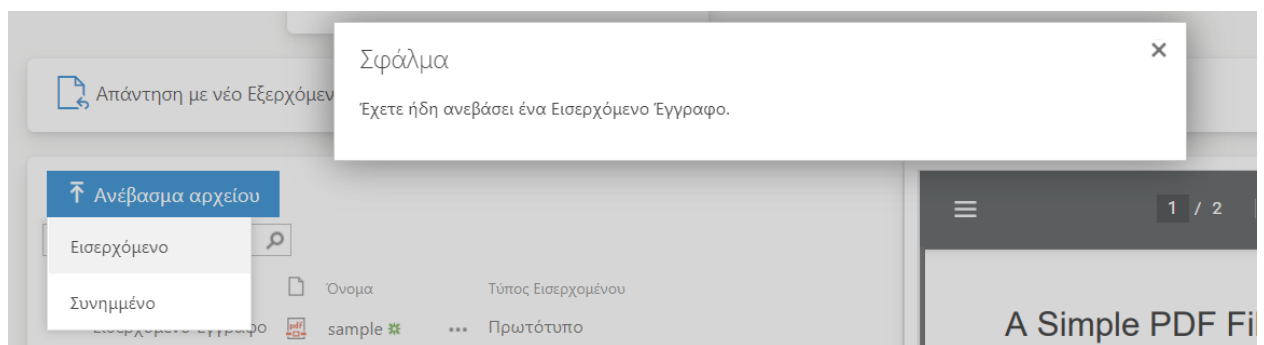 Σφάλμα
Έχετε ήδη ανεβάσει ένα Εισερχόμενο Έγγραφο.
Απάντηση με νέο Εξερχόμεν
Ανέβασμα αρχείου
1 / 2
Εισερχόμενο
Όνομα Τύπος Εισερχομένου
Συνημμένο
sample Πρωτότυπο
A Simple PDF Fi